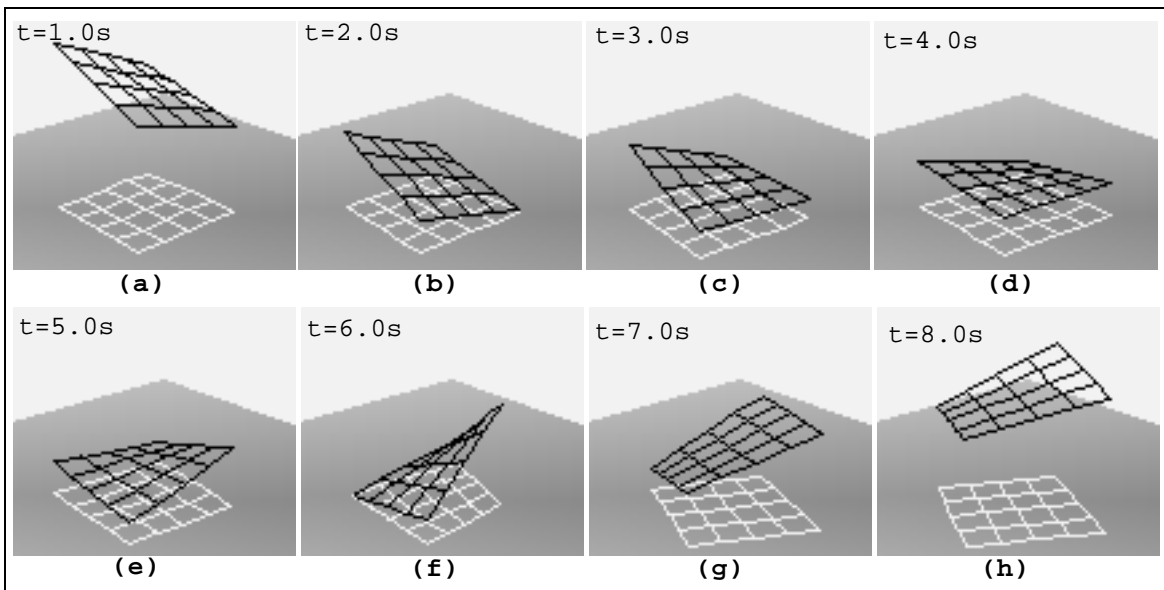 t=1.0s t=2.0s t=3.0s t=4.0s
(a) (b) (c) (d)
t=5.0s t=6.0s t=7.0s t=8.0s
(e) (f) (g) (h)